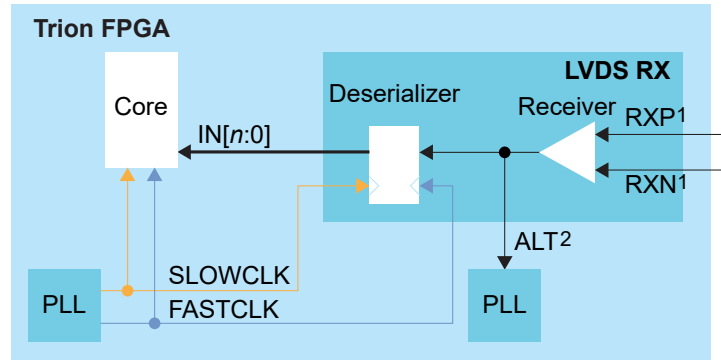 Trion FPGA
LVDS RX
Core
Deserializer
Receiver
RXP1
IN[n:0]
RXN1
ALT2
SLOWCLK
PLL
FASTCLK
PLL